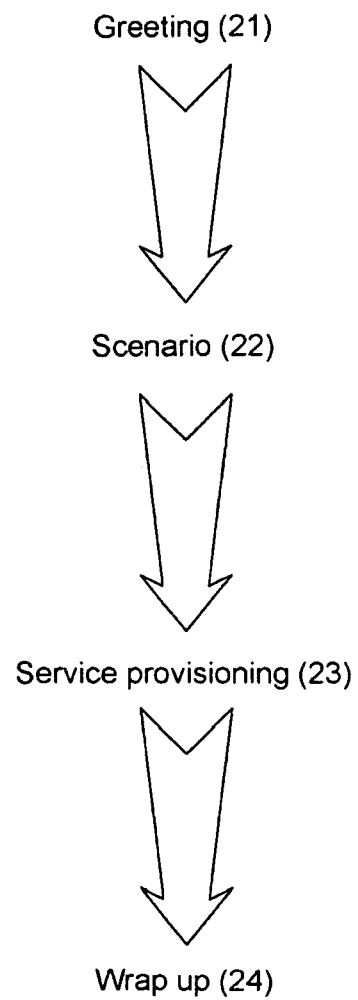 Greeting (21)
Scenario (22)
Service provisioning (23)
Wrap up (24)